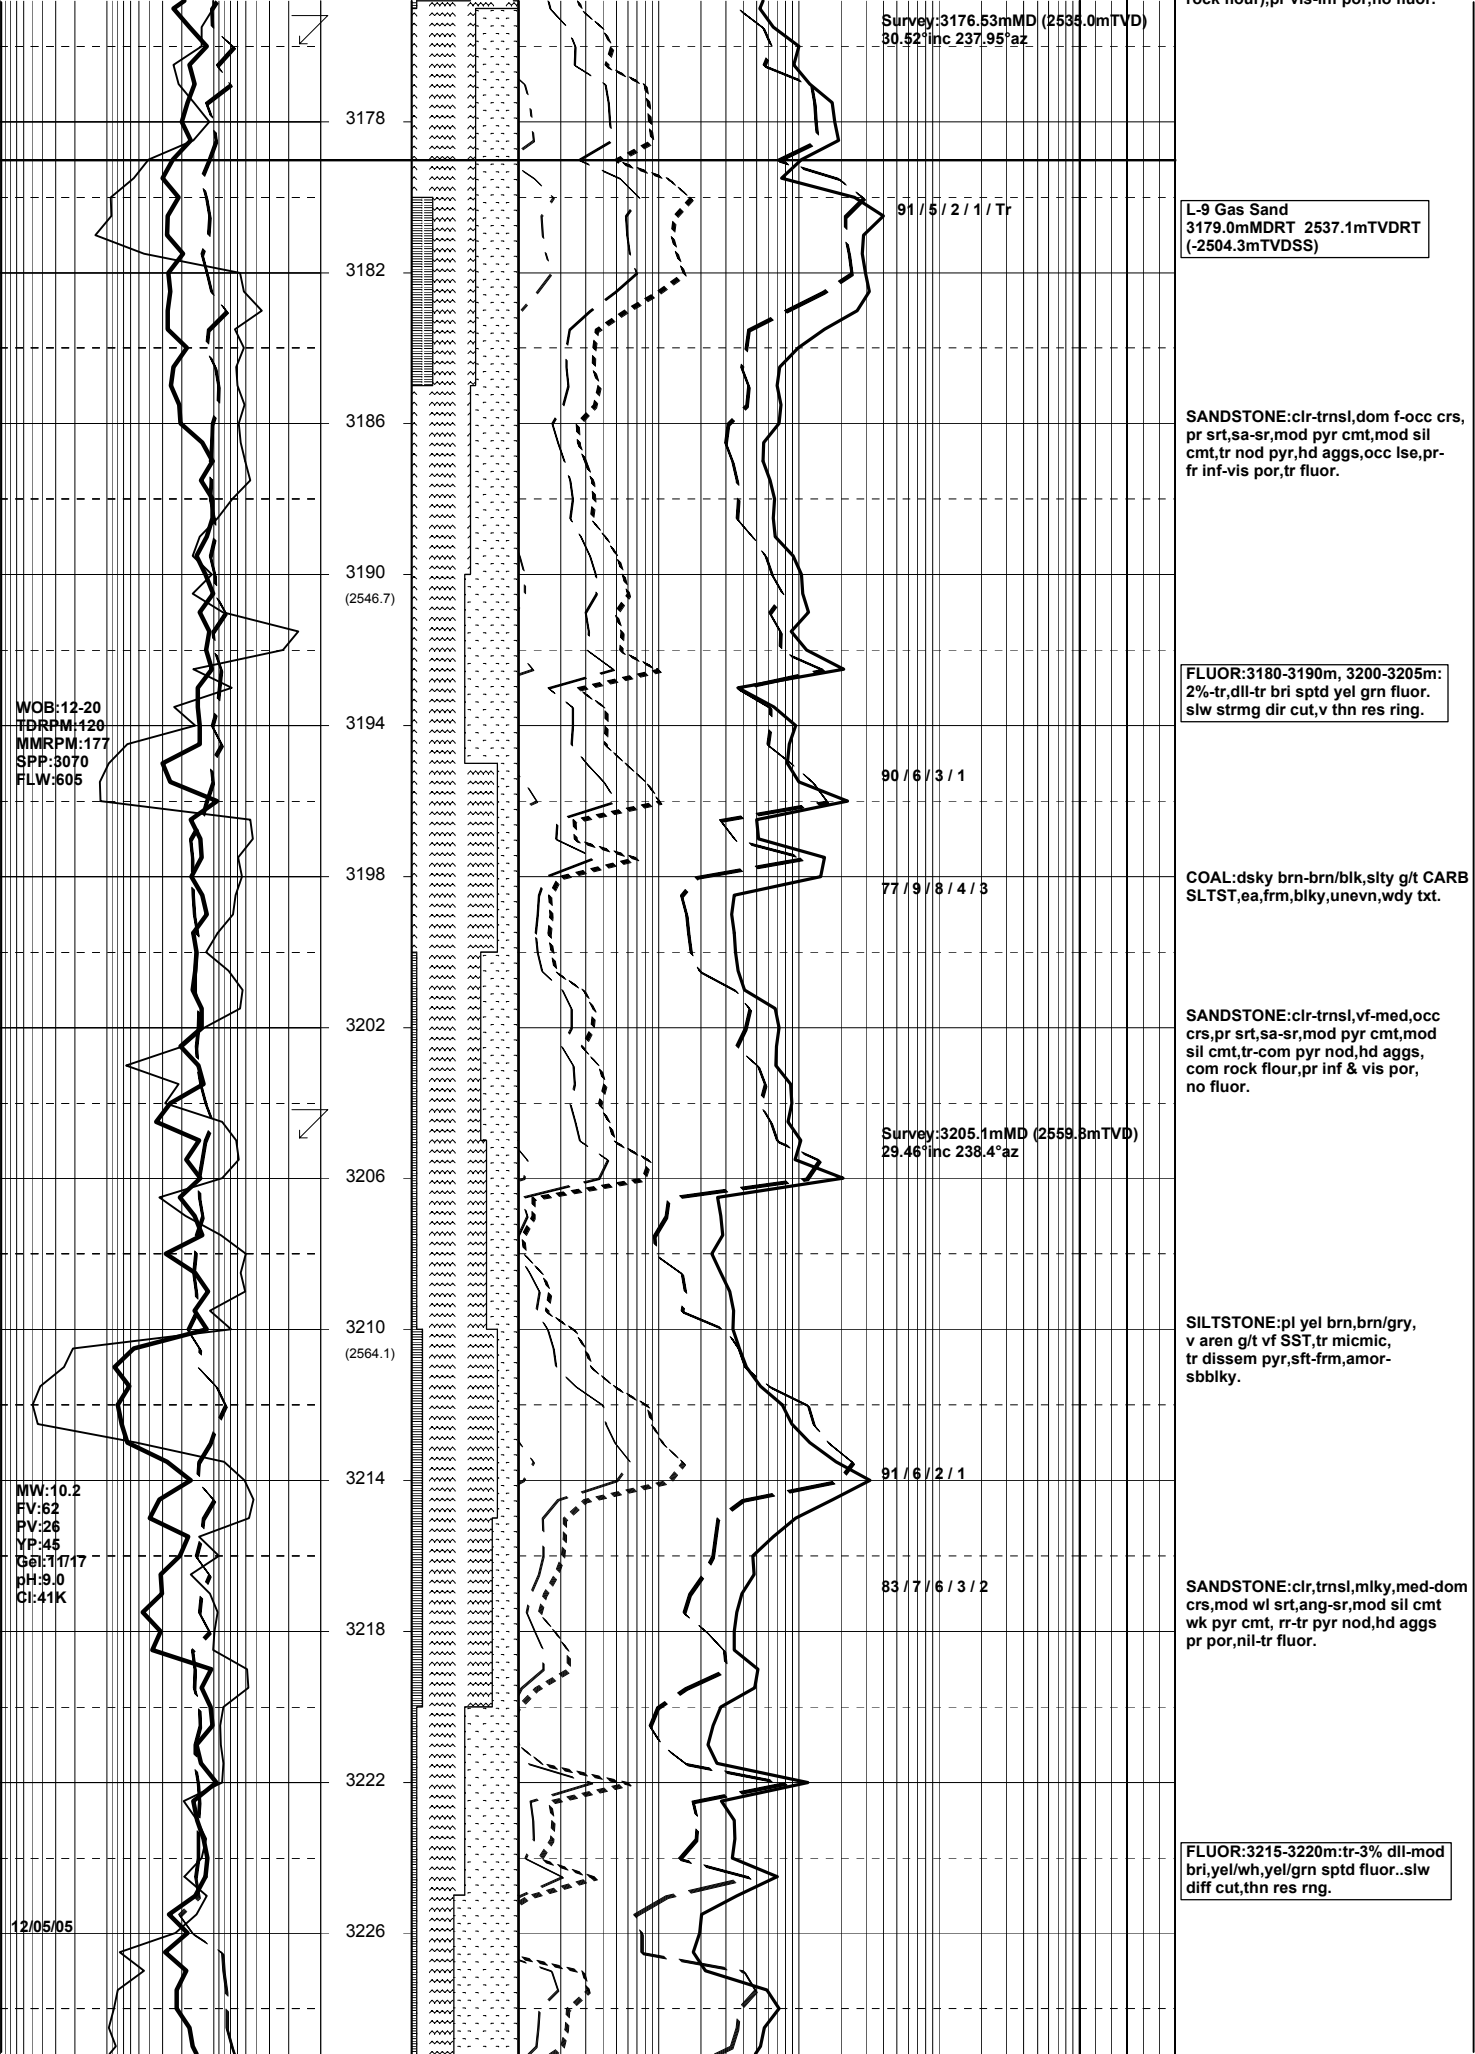 rock flour),pr vis-inf por,no fluor.
Survey:3176.53mMD (2535.0mTVD)
30.52°inc 237.95°az
3178
91 / 5 / 2 / 1 / Tr
L-9 Gas Sand
3179.0mMDRT 2537.1mTVDRT
(-2504.3mTVDSS)
3182
3186
SANDSTONE:clr-trnsl,dom f-occ crs,
pr srt,sa-sr,mod pyr cmt,mod sil
cmt,tr nod pyr,hd aggs,occ lse,pr-
fr inf-vis por,tr fluor.
3190
(2546.7)
FLUOR:3180-3190m, 3200-3205m:
2%-tr,dll-tr bri sptd yel grn fluor.
slw strmg dir cut,v thn res ring.
WOB:12-20
TDRPM:120
MMRPM:177
SPP:3070
FLW:605
3194
90 / 6 / 3 / 1
3198
77 / 9 / 8 / 4 / 3
COAL:dsky brn-brn/blk,slty g/t CARB
SLTST,ea,frm,blky,unevn,wdy txt.
3202
SANDSTONE:clr-trnsl,vf-med,occ
crs,pr srt,sa-sr,mod pyr cmt,mod
sil cmt,tr-com pyr nod,hd aggs,
com rock flour,pr inf & vis por,
no fluor.
Survey:3205.1mMD (2559.8mTVD)
29.46°inc 238.4°az
3206
3210
(2564.1)
SILTSTONE:pl yel brn,brn/gry,
v aren g/t vf SST,tr micmic,
tr dissem pyr,sft-frm,amor-
sbblky.
3214
91 / 6 / 2 / 1
MW:10.2
FV:62
PV:26
YP:45
Gel:11/17
pH:9.0
Cl:41K
83 / 7 / 6 / 3 / 2
SANDSTONE:clr,trnsl,mlky,med-dom
crs,mod wl srt,ang-sr,mod sil cmt
wk pyr cmt, rr-tr pyr nod,hd aggs
pr por,nil-tr fluor.
3218
3222
FLUOR:3215-3220m:tr-3% dll-mod
bri,yel/wh,yel/grn sptd fluor..slw
diff cut,thn res rng.
12/05/05
3226